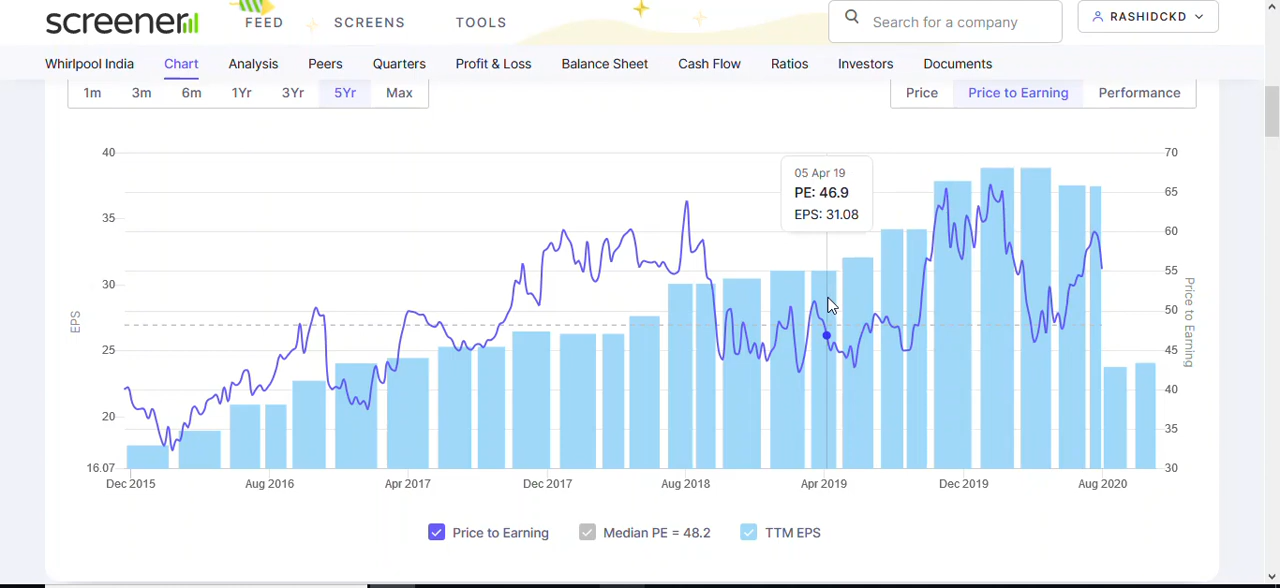 screener
FEED SCREENS TOOLS
Search for a company
RASHIDCKD
Whirlpool India Chart Analysis Peers Quarters Profit & Loss Balance Sheet Cash Flow Ratios Investors Documents
1m 3m 6m 1Yr 3Yr 5Yr Max
Price Price to Earning Performance
40 70
65
35
60
55
30
50
25 45
40
20
35
16.07 30
EPS
Price to Earning
05 Apr 19
PE: 46.9
EPS: 31.08
Dec 2015 Aug 2016 Apr 2017 Dec 2017 Aug 2018 Apr 2019 Dec 2019 Aug 2020
Price to Earning Median PE = 48.2 TTM EPS